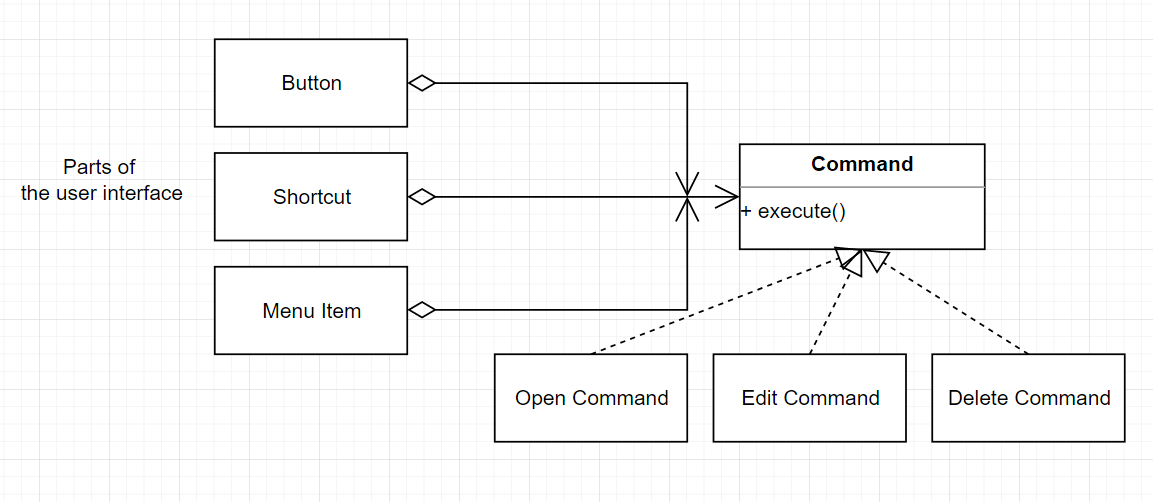 Button
Parts of
the user interface
Shortcut
Menu Item
Command
+ execute()
Open Command
Edit Command
Delete Command